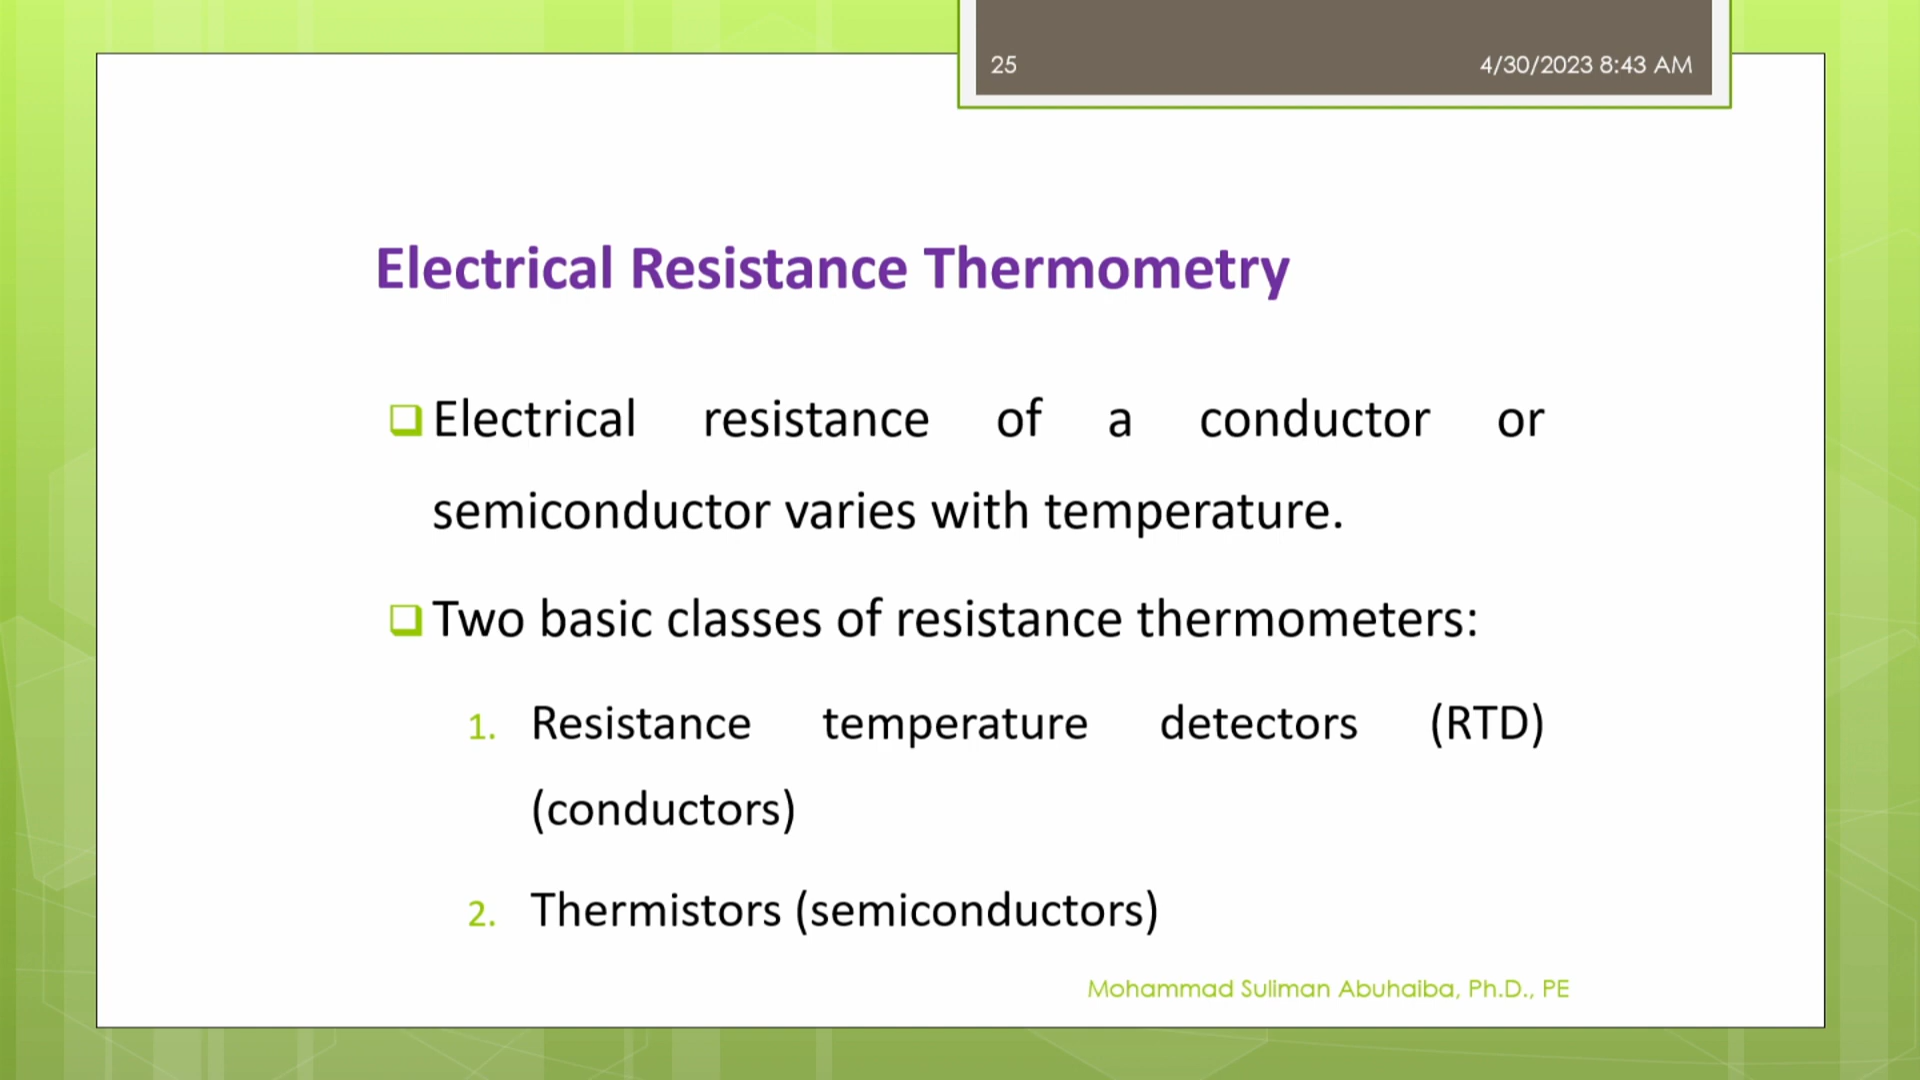 25
4/30/2023 8:43 AM
Electrical Resistance Thermometry
Electrical resistance of a conductor or
semiconductor varies with temperature.
Two basic classes of resistance thermometers:
1. Resistance temperature detectors (RTD)
(conductors)
2. Thermistors (semiconductors)
Mohammad Suliman Abuhaiba, Ph.D., PE